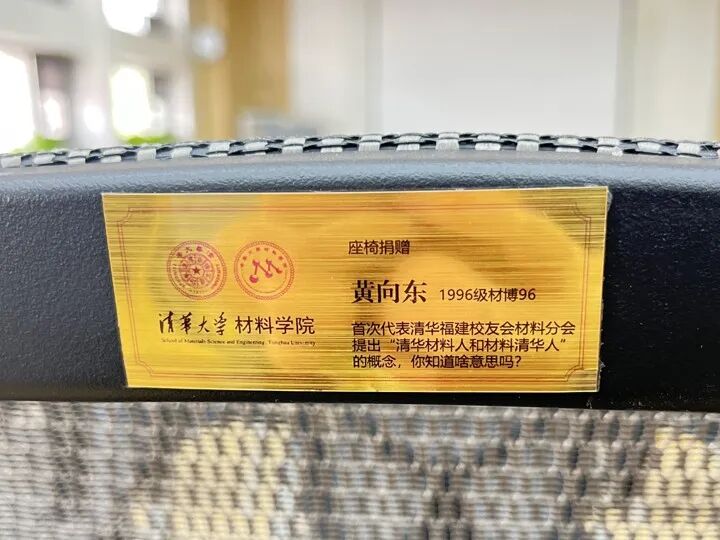 座椅捐赠
黄向东 1996级材博96
首次代表清华福建校友会材料分会
提出“清华材料人和材料清华人”
的概念，你知道啥意思吗？
清华大学 材料学院
School of Materials Science and Engineering, Tsinghua University